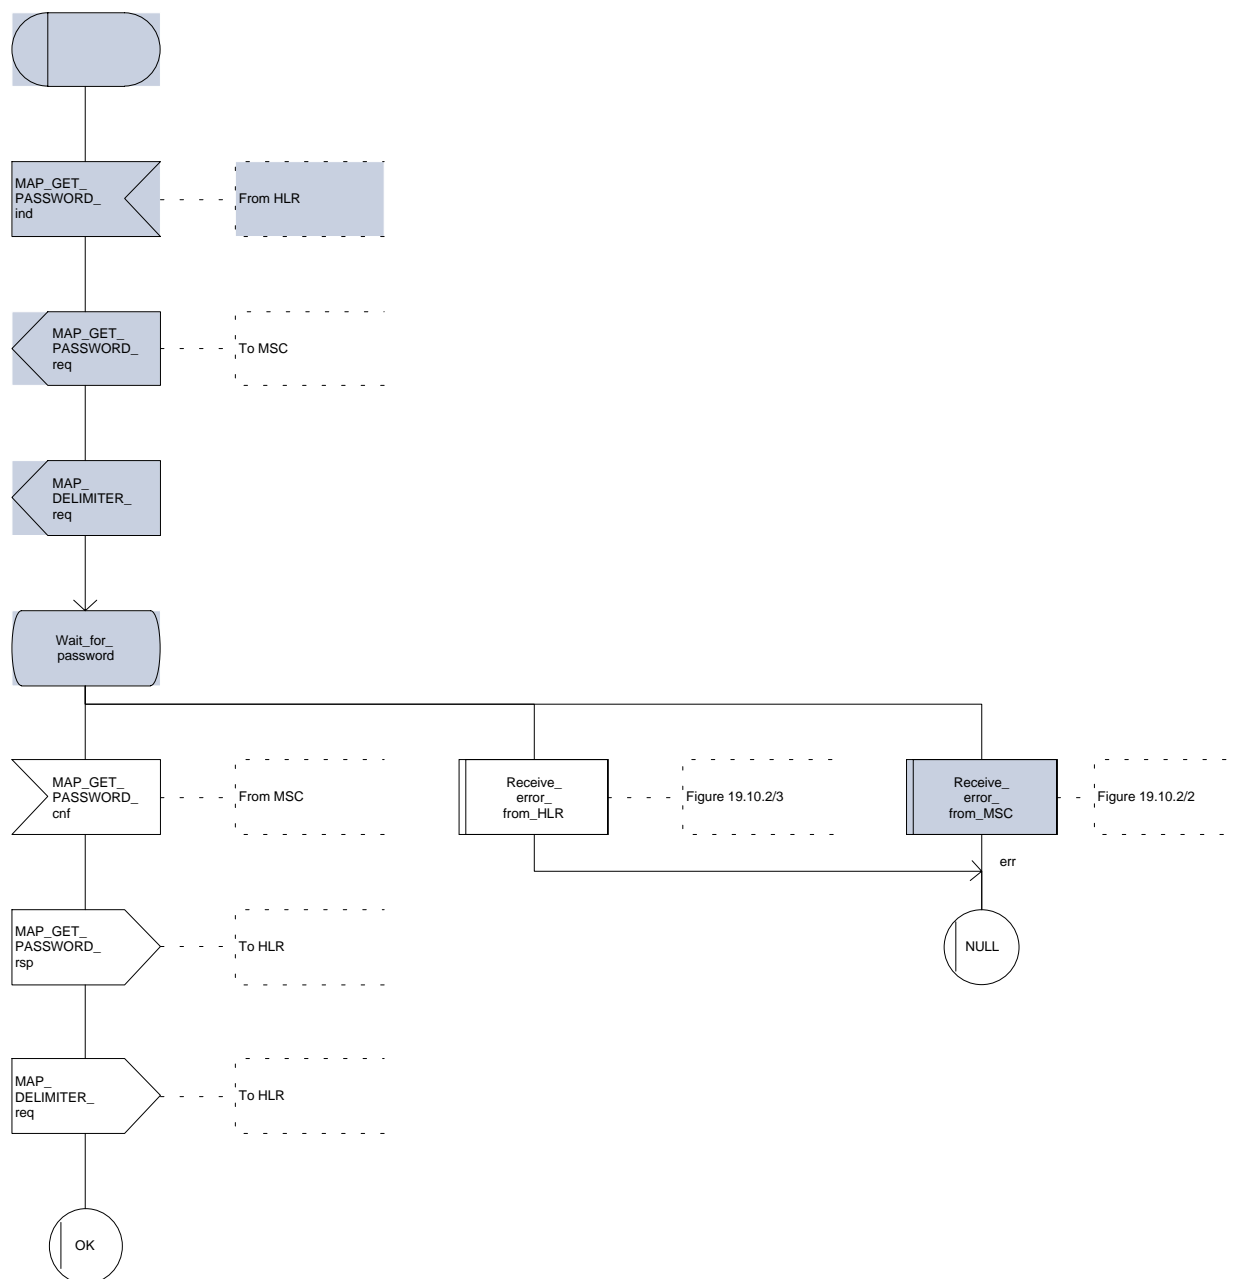 MAP_GET_
PASSWORD_
ind
From HLR
MAP_GET_
PASSWORD_
req
To MSC
MAP_
DELIMITER_
req
Wait_for_
password
MAP_GET_
PASSWORD_
cnf
From MSC
Receive_
error_
from_HLR
Figure 19.10.2/3
Receive_
error_
from_MSC
Figure 19.10.2/2
err
MAP_GET_
PASSWORD_
rsp
To HLR
NULL
MAP_
DELIMITER_
req
To HLR
OK